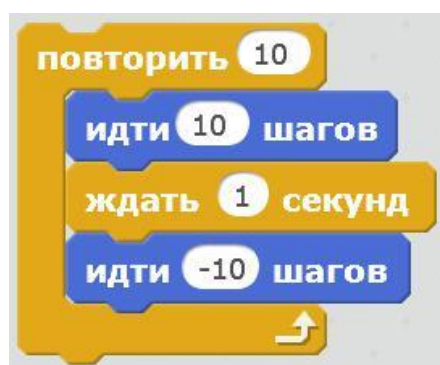 повторить 10
идти 10 шагов
ждать 1 секунд
идти -10 шагов